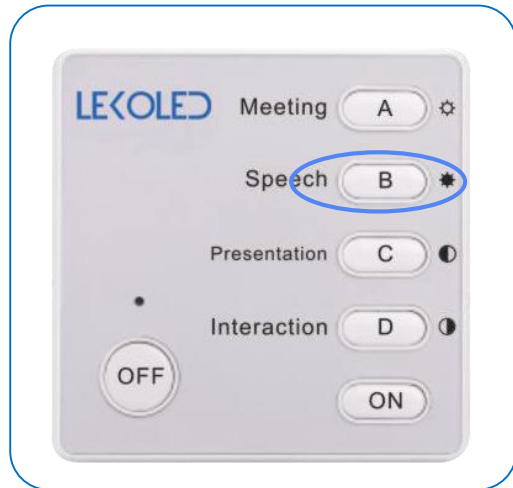 LEKOLED
Meeting A
Speech B
Presentation C
Interaction D
OFF
ON